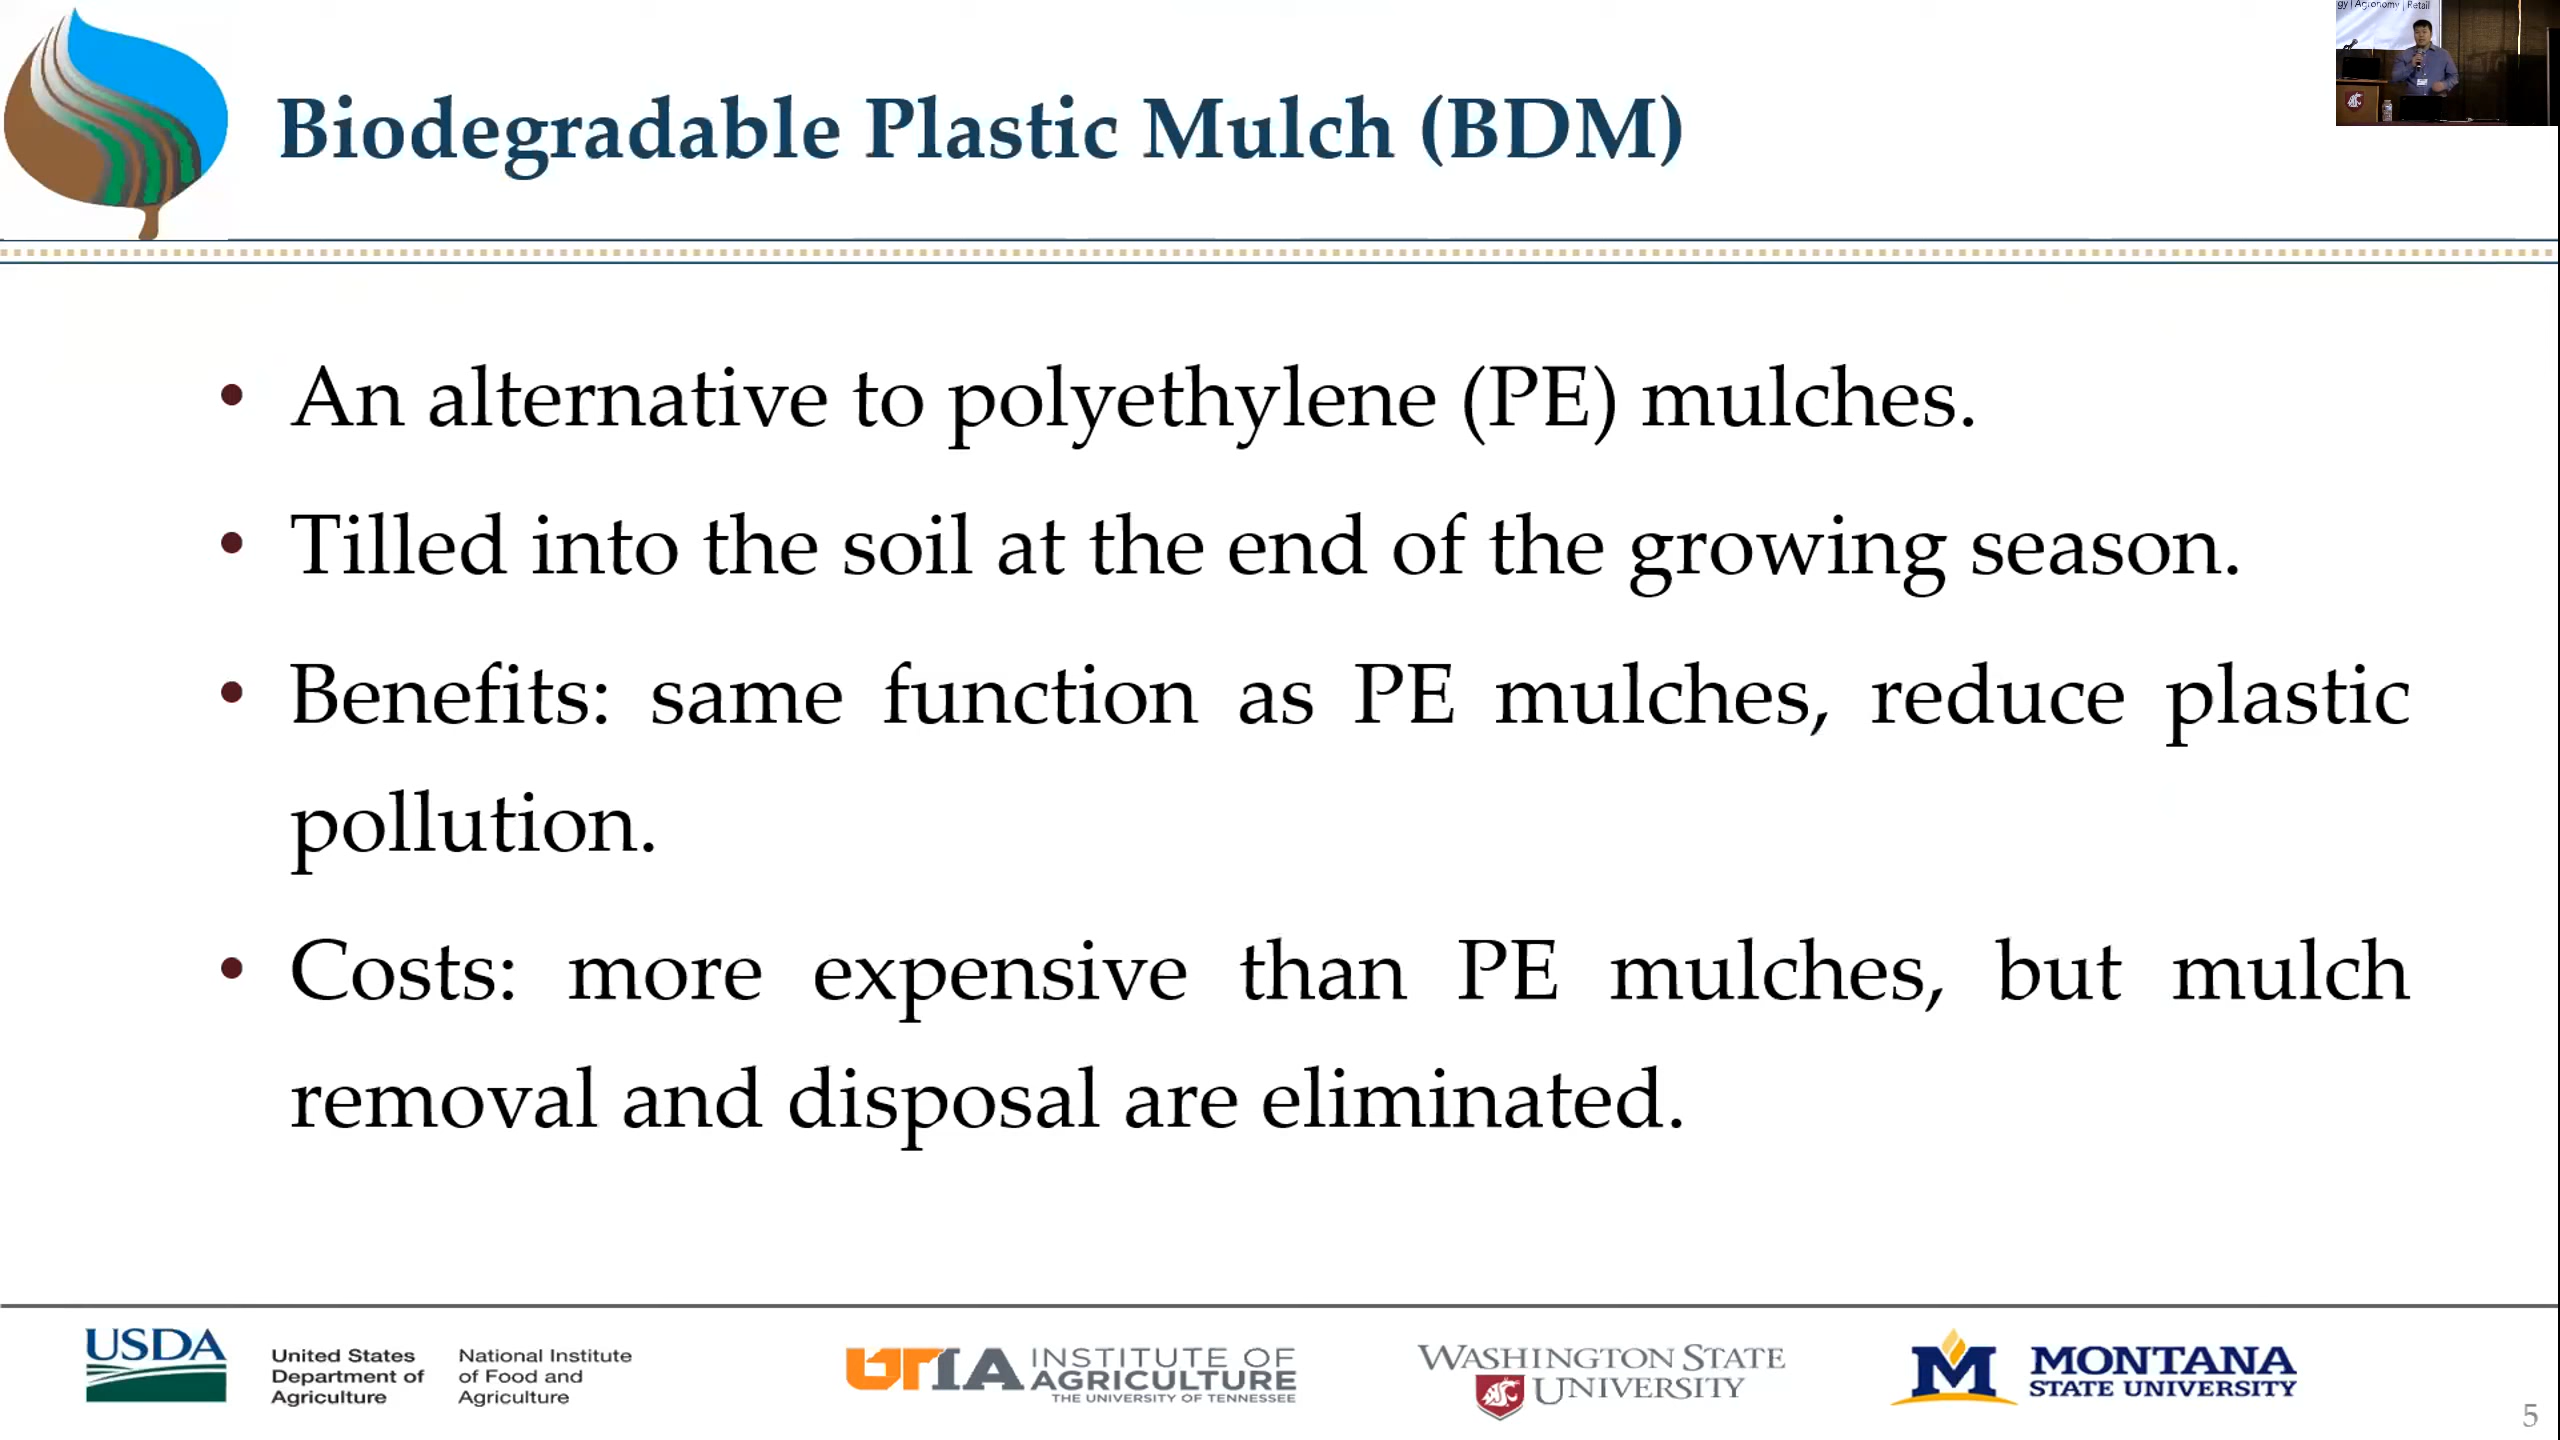 gy | Agronomy | Retail
Biodegradable Plastic Mulch (BDM)
• An alternative to polyethylene (PE) mulches.
• Tilled into the soil at the end of the growing season.
• Benefits: same function as PE mulches, reduce plastic
pollution.
• Costs: more expensive than PE mulches, but mulch
removal and disposal are eliminated.
USDA
United States
Department of
Agriculture
National Institute
of Food and
Agriculture
UTIA INSTITUTE OF
AGRICULTURE
THE UNIVERSITY OF TENNESSEE
WASHINGTON STATE
UNIVERSITY
M MONTANA
STATE UNIVERSITY
5